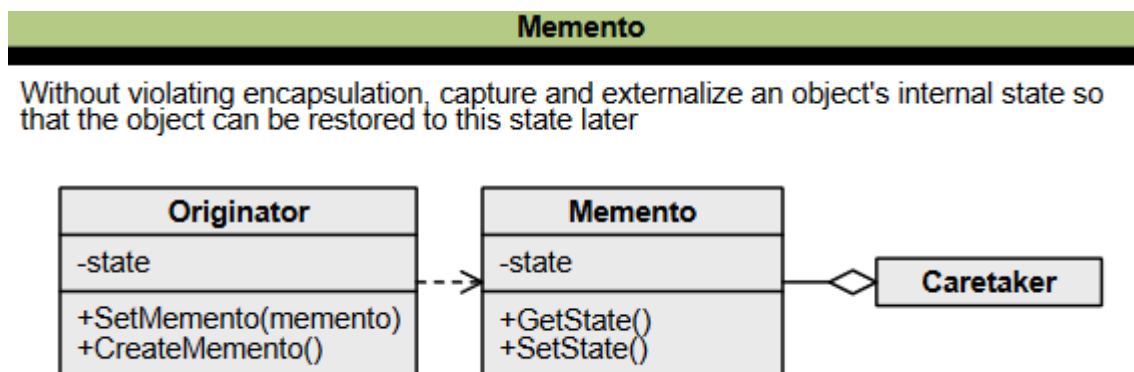 Memento
Without violating encapsulation, capture and externalize an object's internal state so
that the object can be restored to this state later
Originator
-state
+SetMemento(memento)
+CreateMemento()
Memento
-state
+GetState()
+SetState()
Caretaker